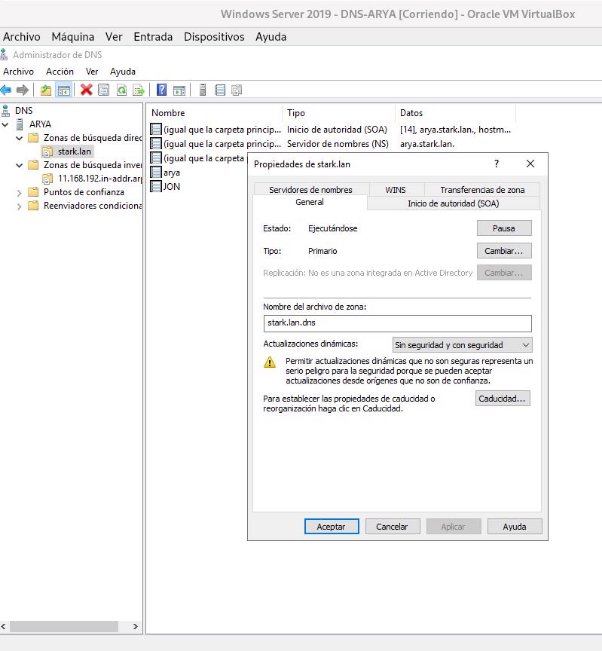 Windows Server 2019 - DNS-ARYA [Corriendo] - Oracle VM VirtualBox
Archivo Máquina Ver Entrada Dispositivos Ayuda
Administrador de DNS
Archivo Acción Ver Ayuda
DNS
ARYA
Zonas de búsqueda direc
stark.lan
Zonas de búsqueda inver
11.168.192.in-addr.arp
Puntos de confianza
Reenviadores condiciona
Nombre Tipo Datos
(igual que la carpeta princip... Inicio de autoridad (SOA) [14], arya.stark.lan., hostm...
(igual que la carpeta princip... Servidor de nombres (NS) arya.stark.lan.
(igual que la carpeta p
arya
JON
Propiedades de stark.lan
Servidores de nombres WINS Transferencias de zona
General Inicio de autoridad (SOA)
Estado: Ejecutándose Pausa
Tipo: Primario Cambiar...
Replicación: No es una zona integrada en Active Directory Cambiar...
Nombre del archivo de zona:
stark.lan.dns
Actualizaciones dinámicas: Sin seguridad y con seguridad
Permitir actualizaciones dinámicas que no son seguras representa un
serio peligro para la seguridad porque se pueden aceptar
actualizaciones desde orígenes que no son de confianza.
Para establecer las propiedades de caducidad o
reorganización haga clic en Caducidad.
Caducidad...
Aceptar Cancelar Aplicar Ayuda